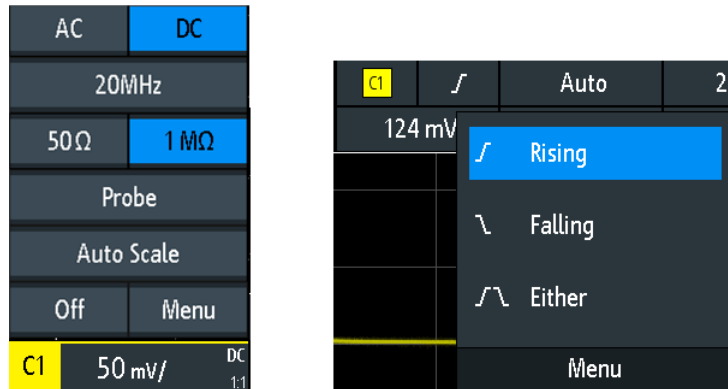 AC DC
20MHz
50Ω 1 MΩ
Probe
Auto Scale
Off Menu
C1 50 mV/ DC
1:1
C1 Auto 2
124 mV
Rising
Falling
Either
Menu